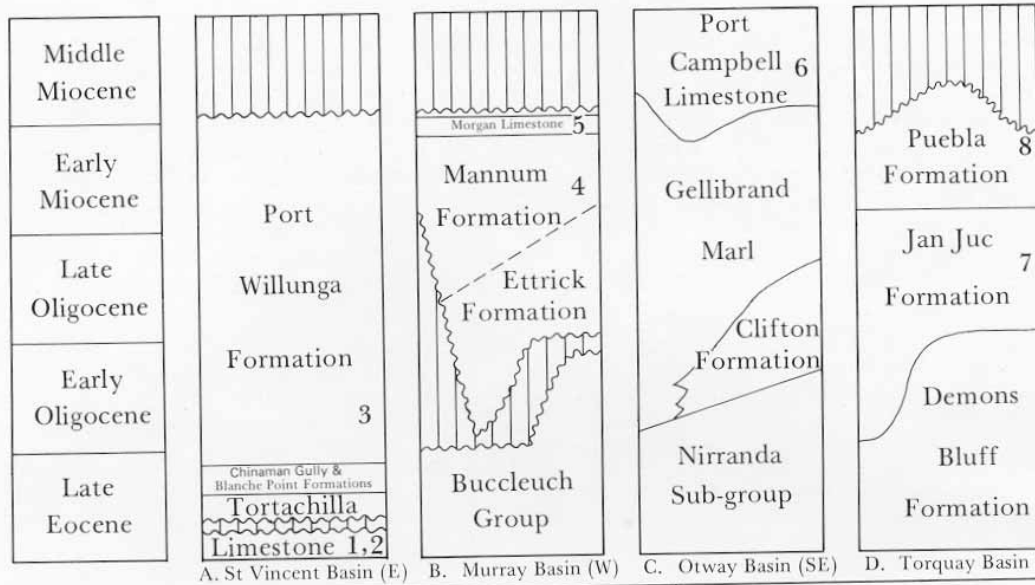 Middle
Miocene
Early
Miocene
Late
Oligocene
Early
Oligocene
Late
Eocene
Port
Willunga
Formation
3
Chinaman Gully &
Blanche Point Formations
Tortachilla
Limestone 1,2
A. St Vincent Basin (E)
Morgan Limestone 5
Mannum 4
Formation
Ettrick
Formation
Buccleuch
Group
B. Murray Basin (W)
Port
Campbell 6
Limestone
Gellibrand
Marl
Clifton
Formation
Nirranda
Sub-group
C. Otway Basin (SE)
Puebla 8
Formation
Jan Juc
7
Formation
Demons
Bluff
Formation
D. Torquay Basin